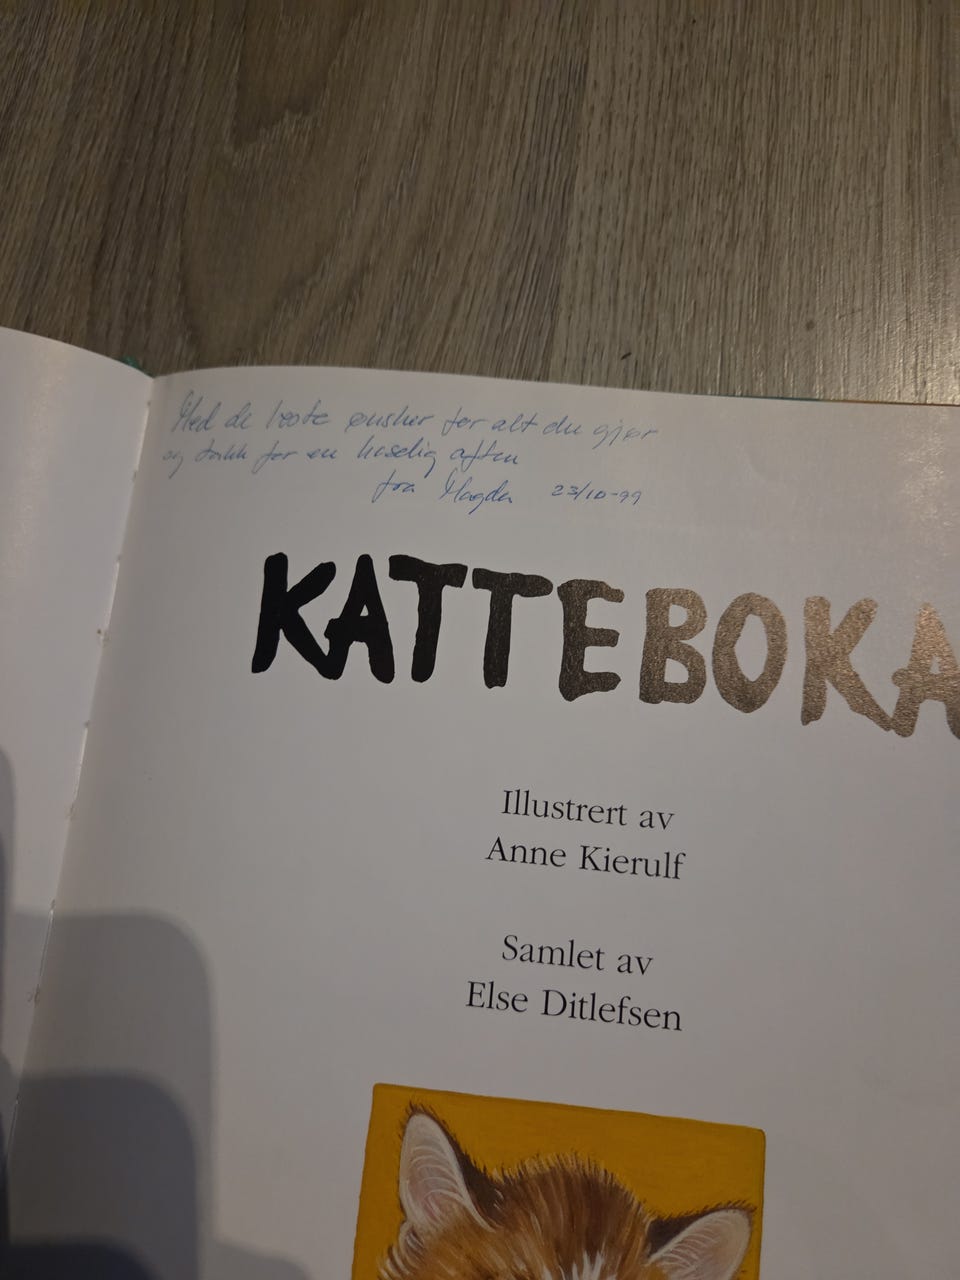 Med de beste ønsker for alt du gjør
og takk for en koselig aften
fra Magda 23/10-99
KATTEBOKA
Illustrert av
Anne Kierulf
Samlet av
Else Ditlefsen